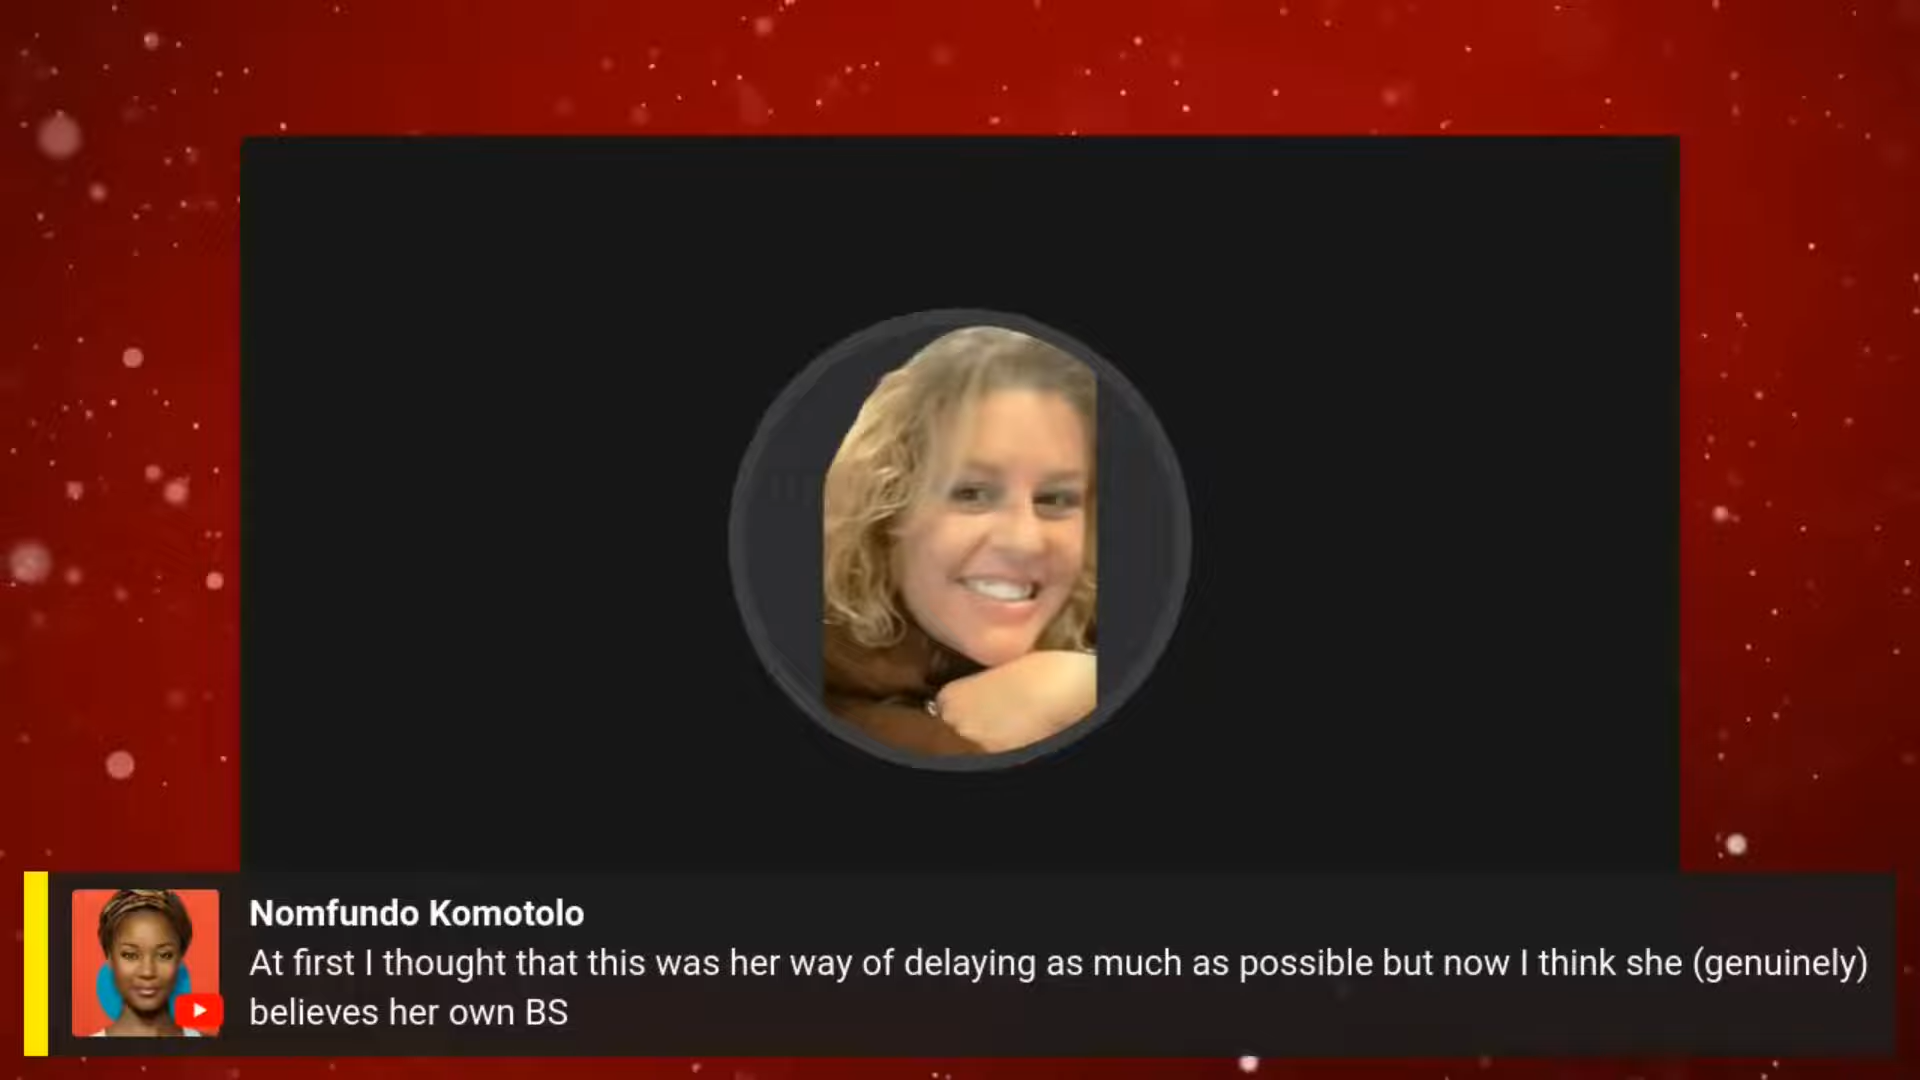 Nomfundo Komotolo
At first I thought that this was her way of delaying as much as possible but now I think she (genuinely)
believes her own BS